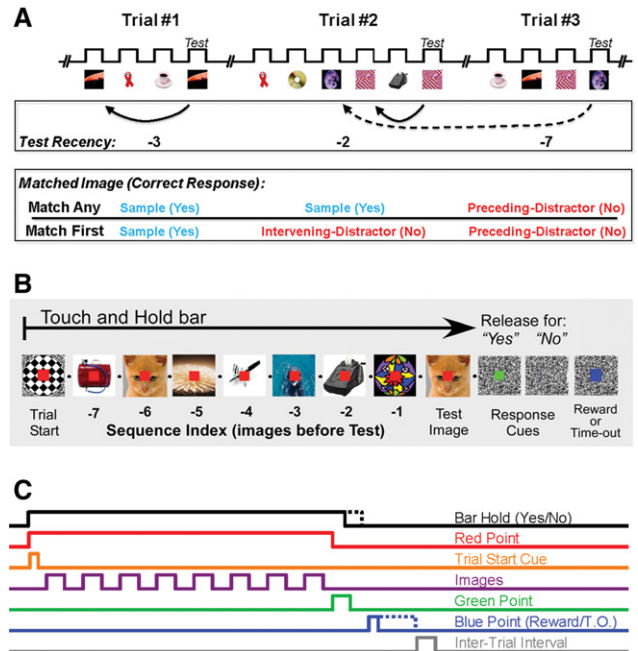 A
Trial #1 Trial #2 Trial #3
Test Test Test
Test Recency: -3 -2 -7
Matched Image (Correct Response):
Match Any Sample (Yes) Sample (Yes) Preceding-Distractor (No)
Match First Sample (Yes) Intervening-Distractor (No) Preceding-Distractor (No)
B
Touch and Hold bar
Release for:
"Yes" "No"
Trial Start -7 -6 -5 -4 -3 -2 -1 Test Image Response Cues Reward or Time-out
Sequence Index (images before Test)
C
Bar Hold (Yes/No)
Red Point
Trial Start Cue
Images
Green Point
Blue Point (Reward/T.O.)
Inter-Trial Interval